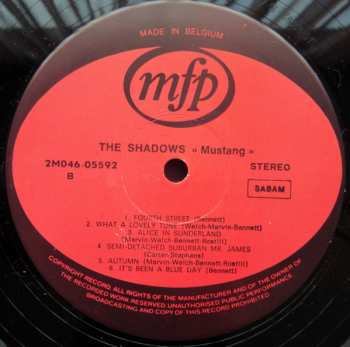 MADE IN BELGIUM
mfp
THE SHADOWS « Mustang »
2M046-05592
STEREO
B
SABAM
1. FOURTH STREET (Bennett)
2. WHAT A LOVELY TUNE (Welch-Marvin-Bennett)
3. ALICE IN SUNDERLAND
(Marvin-Welch-Bennett-Rostill)
4 SEMI-DETACHED SUBURBAN MR. JAMES
(Carter-Stephens)
5. AUTUMN (Marvin-Welch-Bennett-Rostill)
6. IT'S BEEN A BLUE DAY (Bennett)
COPYRIGHT RECORD. ALL RIGHTS OF THE MANUFACTURER AND OF THE OWNER OF
THE RECORDED WORK RESERVED UNAUTHORISED PUBLIC PERFORMANCE
BROADCASTING AND COPY OF THIS RECORD PROHIBITED